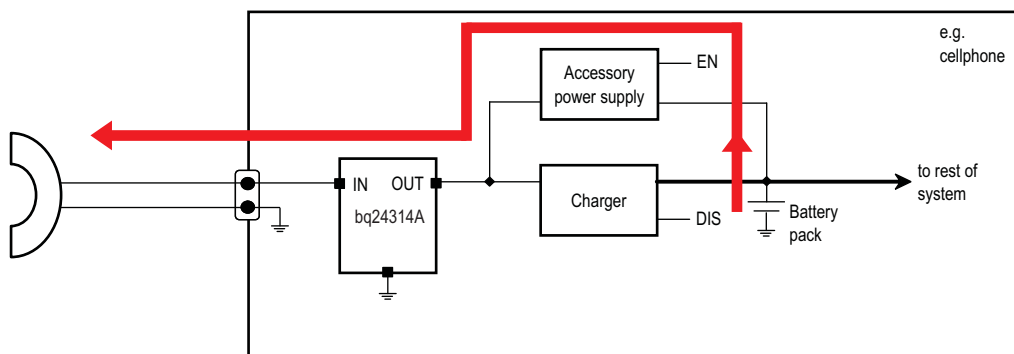 e.g.
cellphone
Accessory
power supply
EN
IN
OUT
bq24314A
Charger
DIS
to rest of
system
Battery
pack